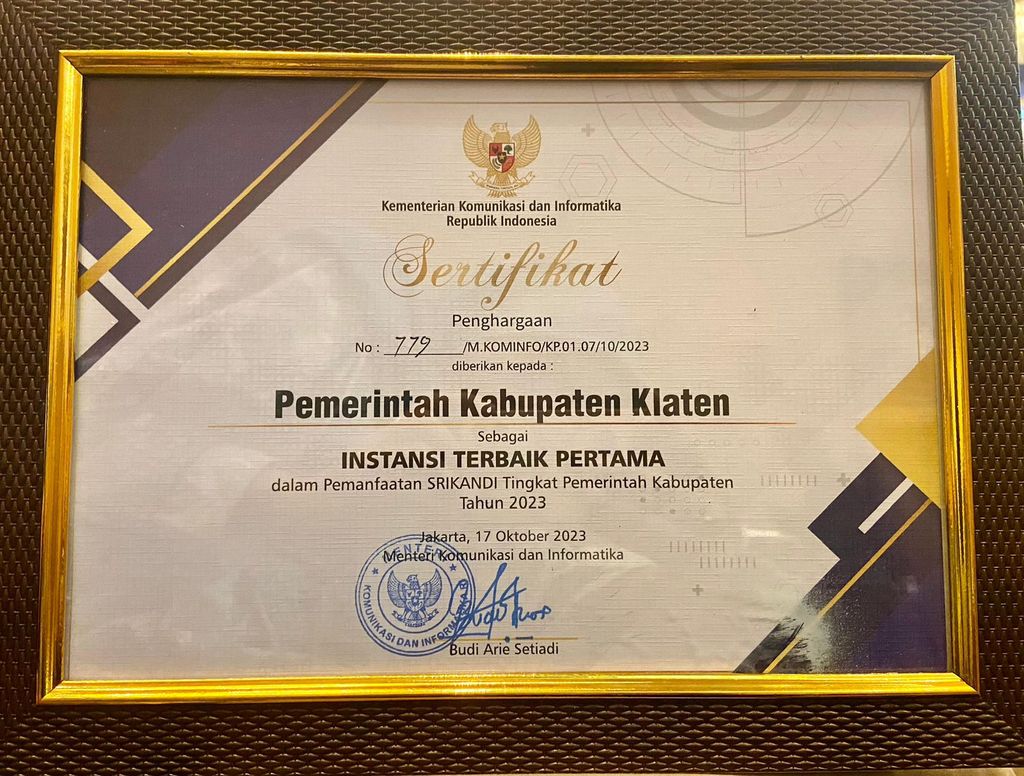 Kementerian Komunikasi dan Informatika
Republik Indonesia
Sertifikat
Penghargaan
No : 779 /M.KOMINFO/KP.01.07/10/2023
diberikan kepada :
Pemerintah Kabupaten Klaten
Sebagai
INSTANSI TERBAIK PERTAMA
dalam Pemanfaatan SRIKANDI Tingkat Pemerintah Kabupaten
Tahun 2023
Jakarta, 17 Oktober 2023
Menteri Komunikasi dan Informatika
MENTERI
KOMUNIKASI DAN INFORMATIKA
Budi Arie Setiadi